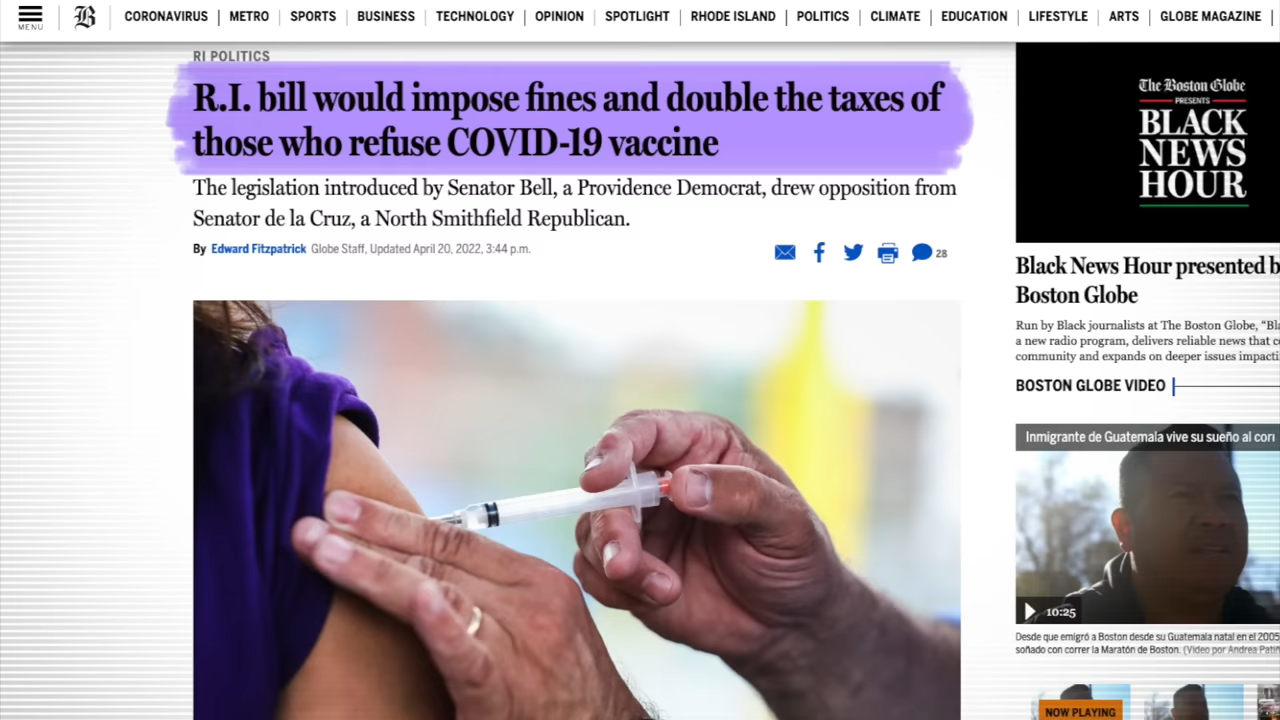 MENU
B
CORONAVIRUS METRO SPORTS BUSINESS TECHNOLOGY OPINION SPOTLIGHT RHODE ISLAND POLITICS CLIMATE EDUCATION LIFESTYLE ARTS GLOBE MAGAZINE
RI POLITICS
R.I. bill would impose fines and double the taxes of
those who refuse COVID-19 vaccine
The legislation introduced by Senator Bell, a Providence Democrat, drew opposition from
Senator de la Cruz, a North Smithfield Republican.
By Edward Fitzpatrick Globe Staff, Updated April 20, 2022, 3:44 p.m.
28
The Boston Globe
PRESENTS
BLACK
NEWS
HOUR
Black News Hour presented b
Boston Globe
Run by Black journalists at The Boston Globe, “Bla
a new radio program, delivers reliable news that c
community and expands on deeper issues impacti
BOSTON GLOBE VIDEO
Inmigrante de Guatemala vive su sueño al cor
10:25
Desde que emigró a Boston desde su Guatemala natal en el 2005
soñado con correr la Maratón de Boston. (Video por Andrea Pati
NOW PLAYING